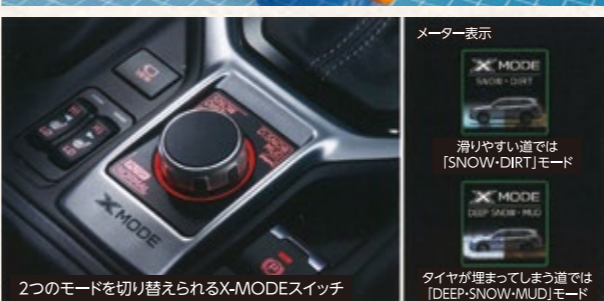 X MODE
2つのモードを切り替えられるX-MODEスイッチ
メーター表示
X MODE
SNOW・DIRT
滑りやすい道では
「SNOW・DIRT」モード
X MODE
DEEP SNOW・MUD
タイヤが埋まってしまう道では
「DEEP・SNOW・MUD」モード